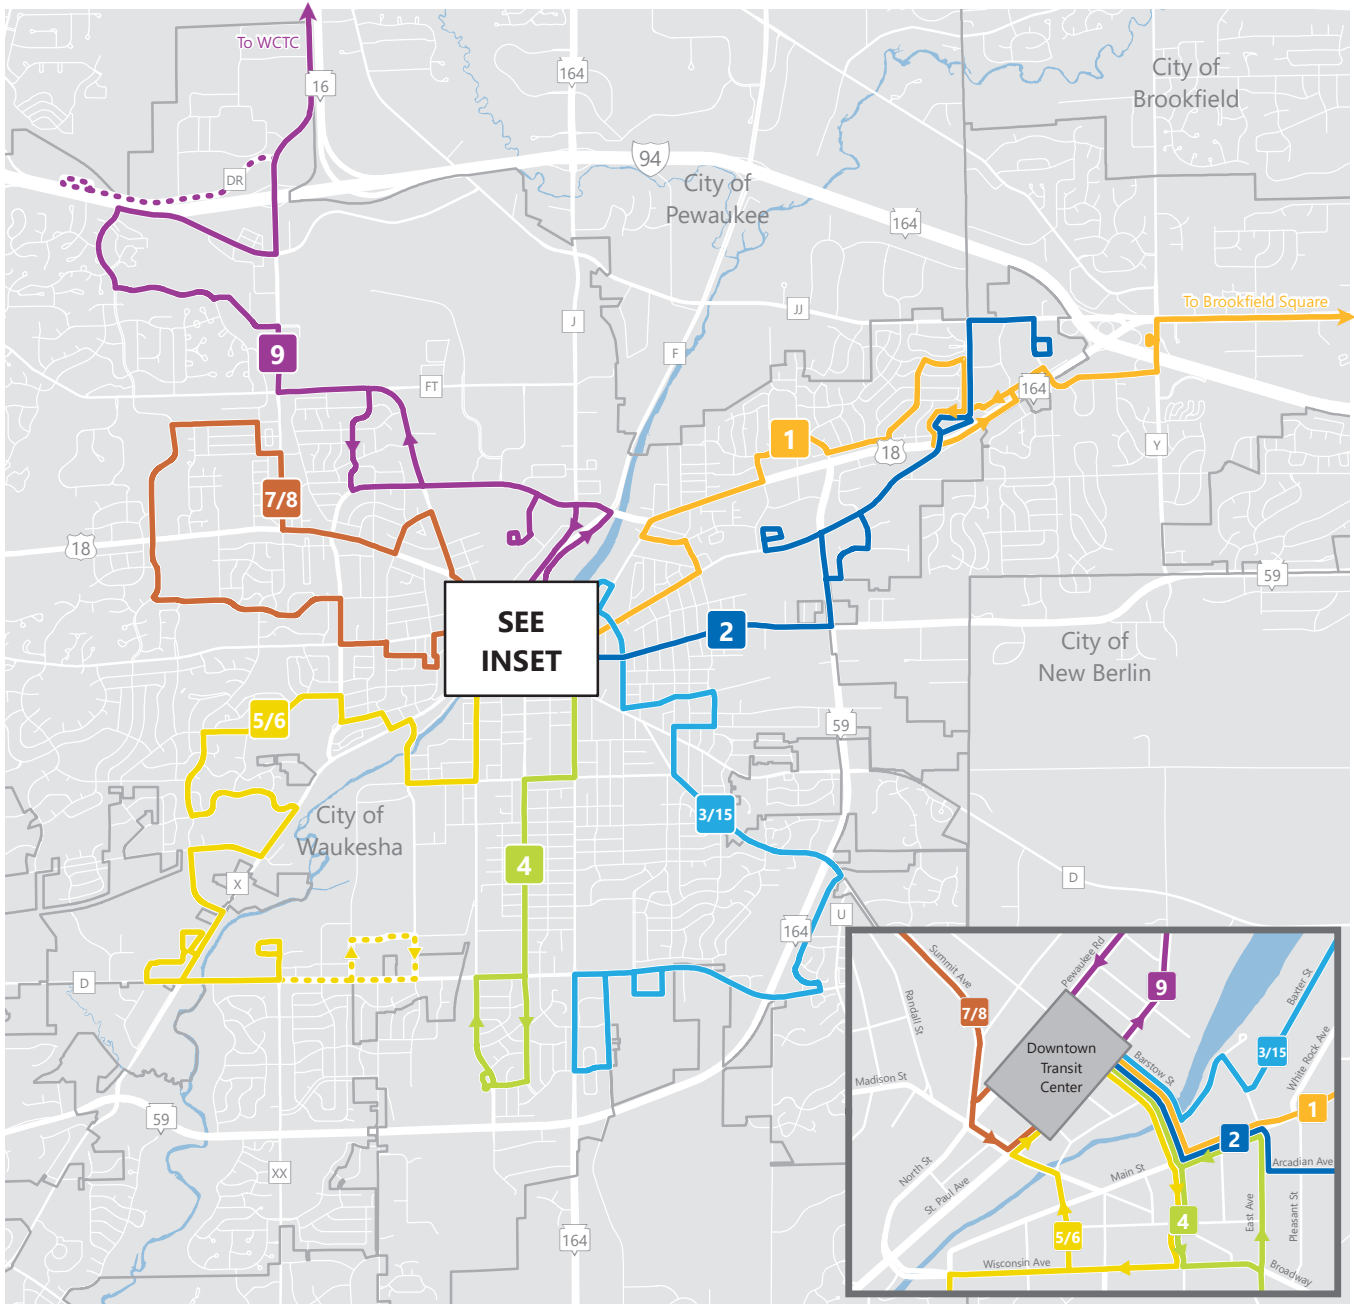 To WCTC
16
164
City of
Brookfield
94
DR
City of
Pewaukee
164
To Brookfield Square
JJ
J
F
9
FT
164
1
18
Y
7/8
18
59
SEE
INSET
2
City of
New Berlin
5/6
59
City of
Waukesha
3/15
4
X
D
U
164
D
59
XX
164
Summit Ave
Pewaukee Rd
9
Baxter St
Randall St
7/8
Downtown
Transit
Center
Barstow St
3/15
White Rock Ave
Madison St
1
2
North St
St. Paul Ave
Main St
Arcadian Ave
East Ave
Pleasant St
4
5/6
Wisconsin Ave
Broadway